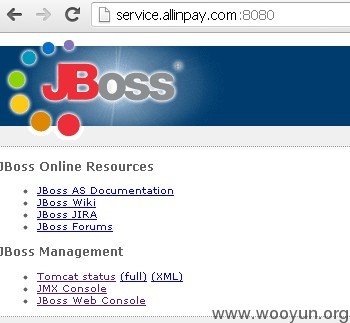 service.allinpay.com:8080
JBoss
JBoss Online Resources
JBoss AS Documentation
JBoss Wiki
JBoss JIRA
JBoss Forums
JBoss Management
Tomcat status (full) (XML)
JMX Console
JBoss Web Console
www.wooyun.org